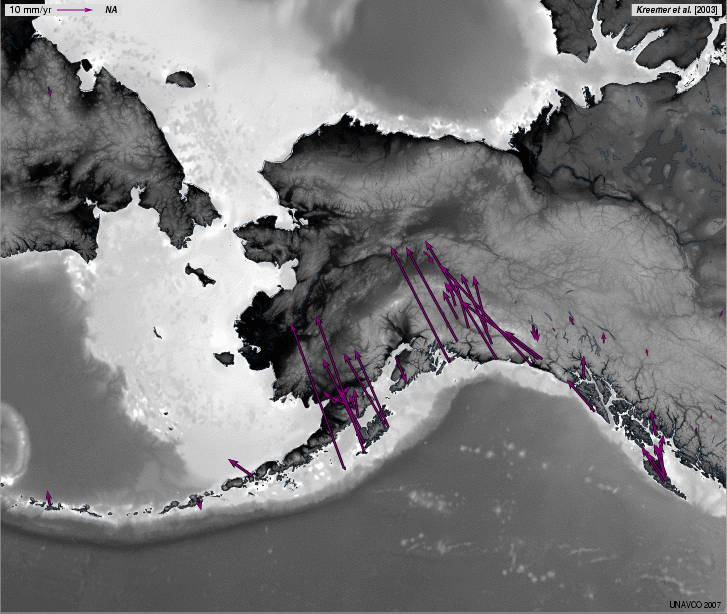 10 mm/yr NA
Kreemer et al. [2003]
UNAVCO 2007